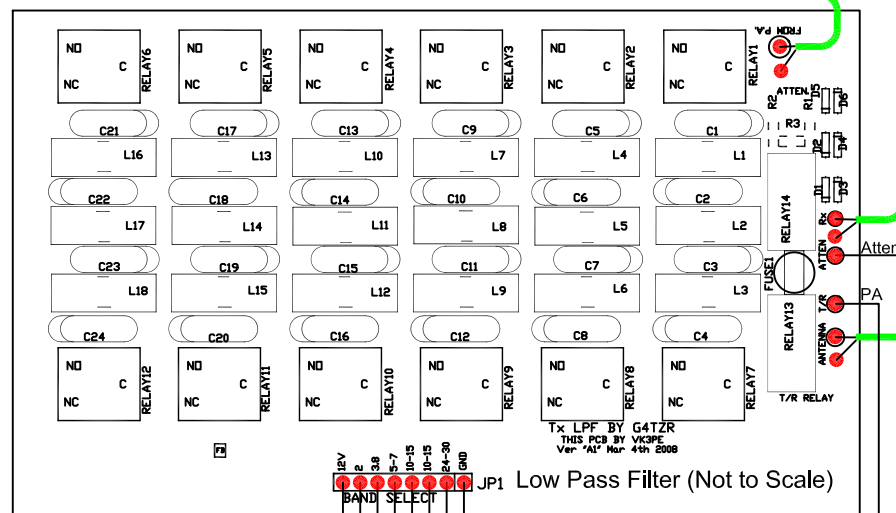 FROM P.A.
NO NC C RELAY6
NO NC C RELAY5
NO NC C RELAY4
NO NC C RELAY3
NO NC C RELAY2
NO NC C RELAY1
ATTEN.
R2 R1 D5 D6
C21 C17 C13 C9 C5 C1 R3
L16 L13 L10 L7 L4 L1 D2 D4
C22 C18 C14 C10 C6 C2 D1 D3
L17 L14 L11 L8 L5 L2 RELAY14 Rx
C23 C19 C15 C11 C7 C3 FUSE1 ATTEN Atten
L18 L15 L12 L9 L6 L3 T/R PA
C24 C20 C16 C12 C8 C4 RELAY13 ANTENNA
NO NC C RELAY12
NO NC C RELAY11
NO NC C RELAY10
NO NC C RELAY9
NO NC C RELAY8
NO NC C RELAY7
T/R RELAY
Tx LPF BY G4TZR
THIS PCB BY VK3PE
Ver "A1" Mar 4th 2008
FB
12V 2 3.8 5-7 10-15 10-15 24-30 GND
JP1 Low Pass Filter (Not to Scale)
BAND SELECT